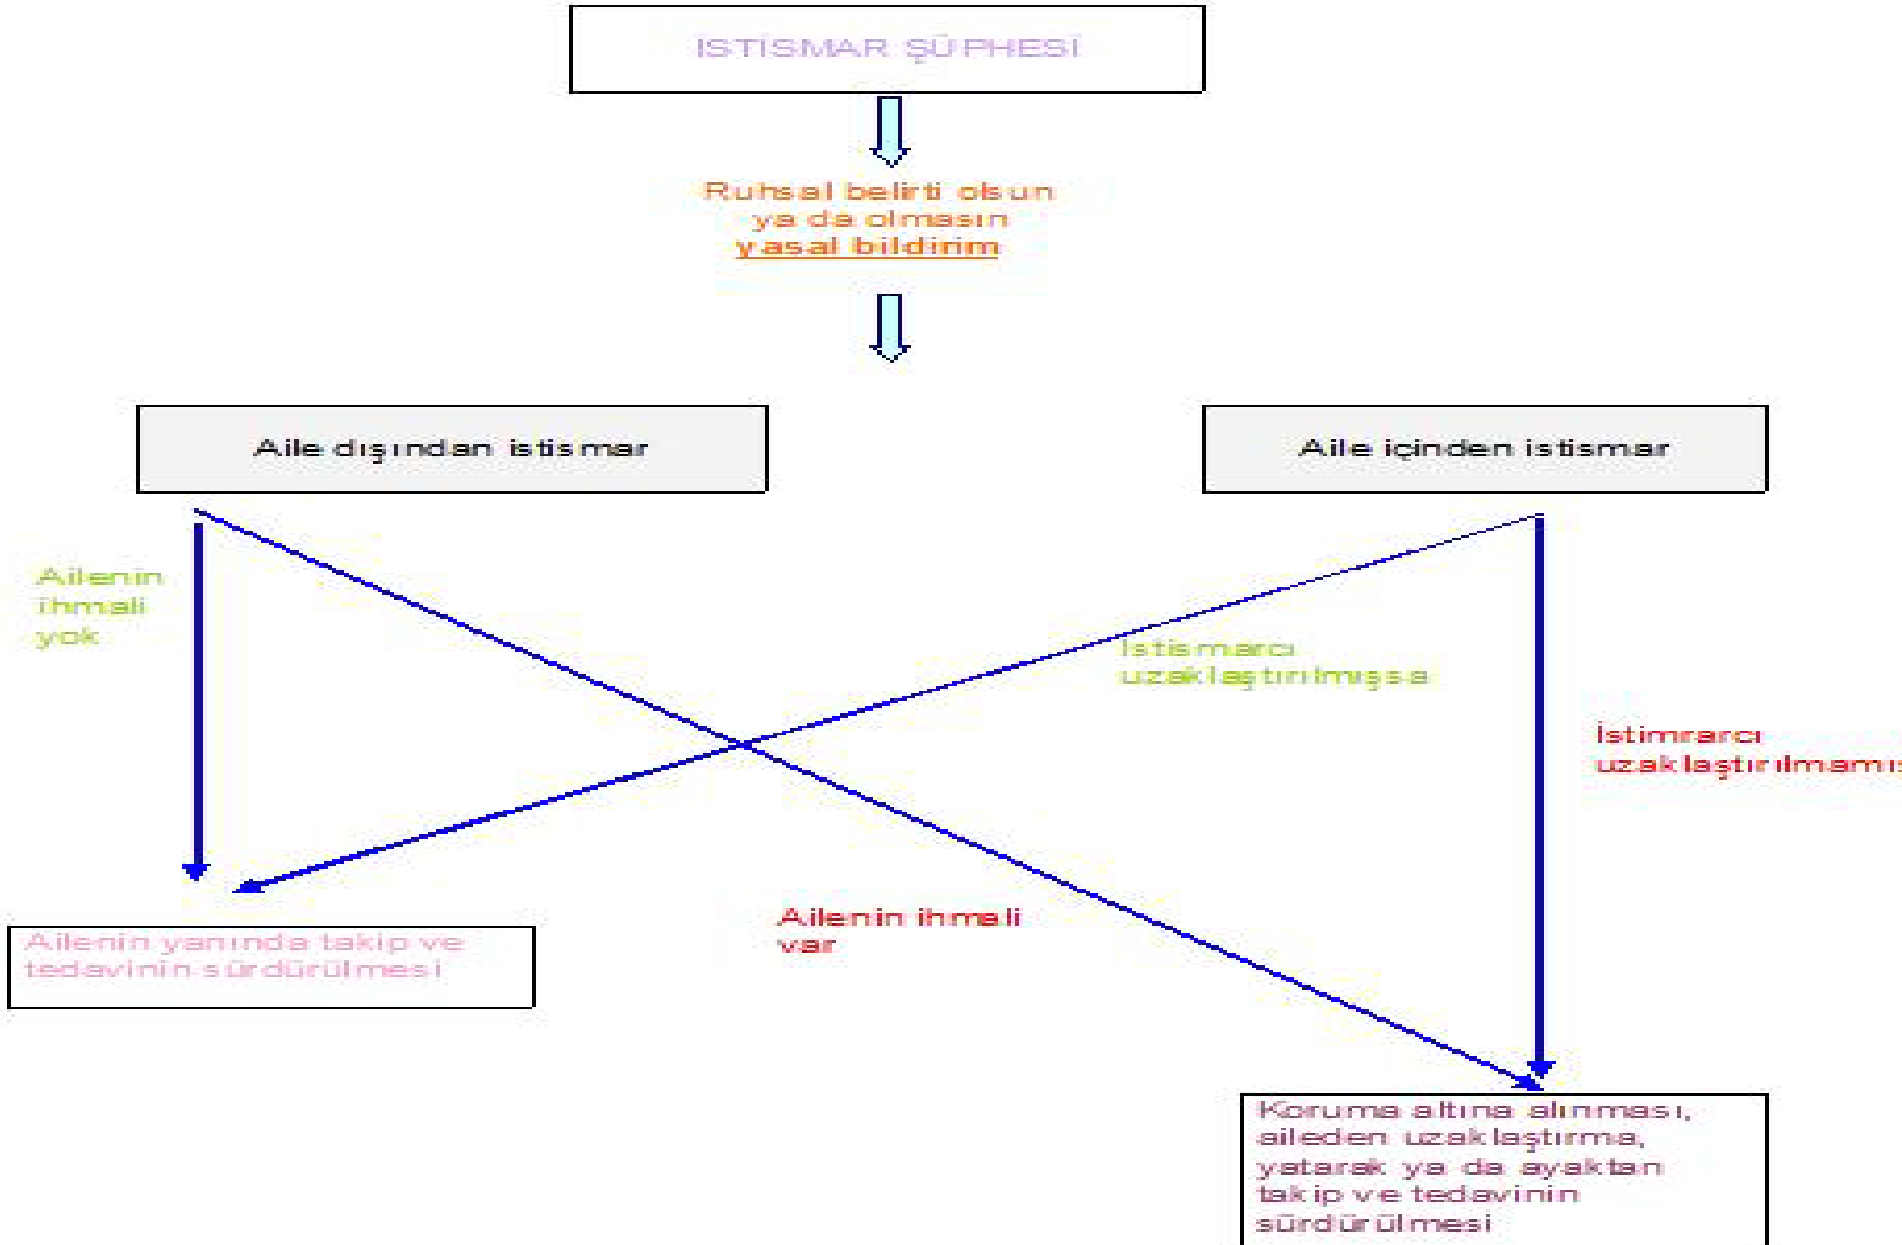 İSTİSMAR ŞÜPHESİ
Ruhsal belirti olsun
ya da olmasın
yasal bildirim
Aile dışından istismar
Aile içinden istismar
Ailenin
ihmali
yok
İstismarcı
uzaklaştırılmışsa
İstimrarcı
uzaklaştırılmamış
Ailenin ihmali
var
Ailenin yanında takip ve
tedavinin sürdürülmesi
Koruma altına alınması,
aileden uzaklaştırma,
yatarak ya da ayaktan
takip ve tedavinin
sürdürülmesi